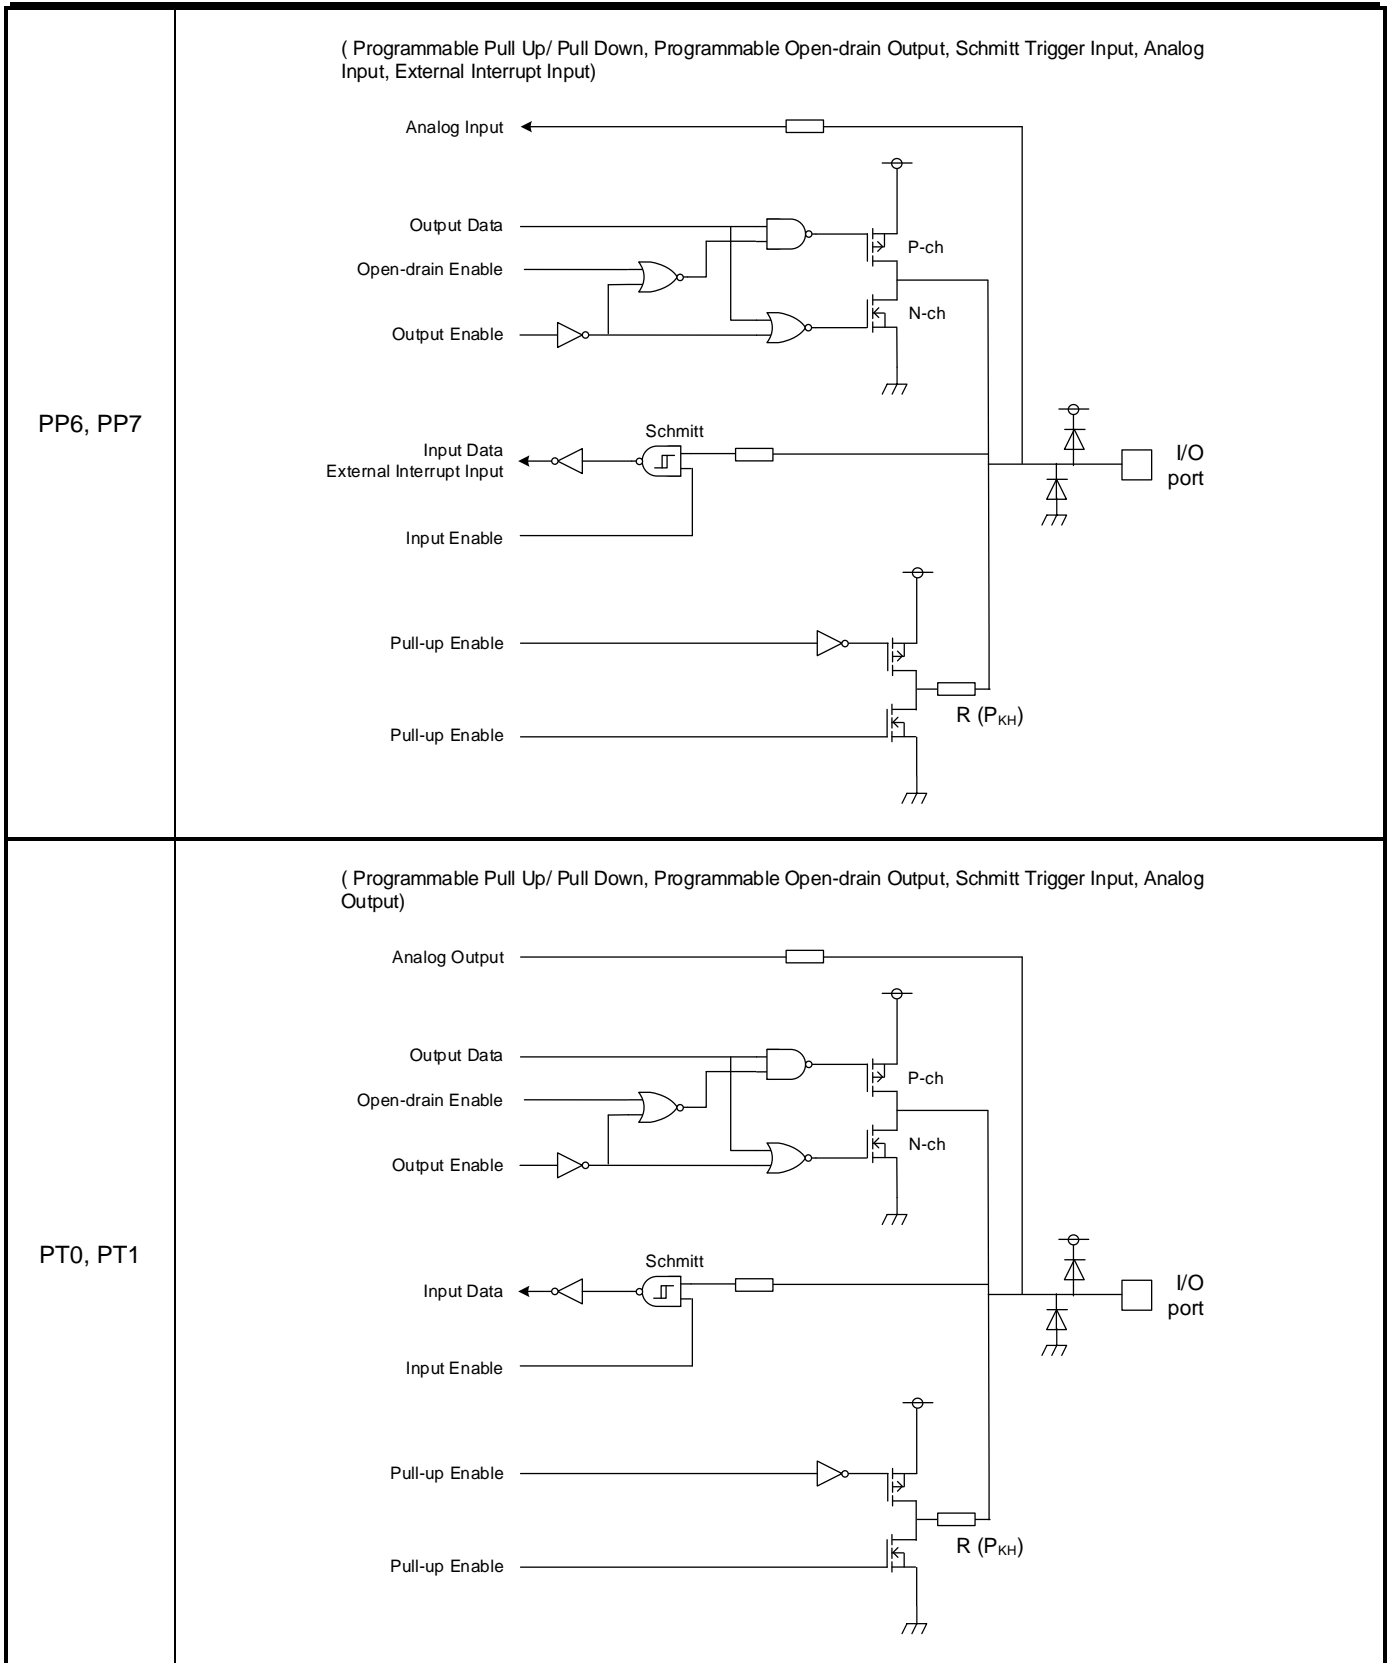 ( Programmable Pull Up/ Pull Down, Programmable Open-drain Output, Schmitt Trigger Input, Analog
Input, External Interrupt Input)
Analog Input
Output Data
P-ch
Open-drain Enable
N-ch
Output Enable
PP6, PP7
Schmitt
Input Data
External Interrupt Input
I/O
port
Input Enable
Pull-up Enable
R (PKH)
Pull-up Enable
( Programmable Pull Up/ Pull Down, Programmable Open-drain Output, Schmitt Trigger Input, Analog
Output)
Analog Output
Output Data
P-ch
Open-drain Enable
N-ch
Output Enable
PT0, PT1
Schmitt
Input Data
I/O
port
Input Enable
Pull-up Enable
R (PKH)
Pull-up Enable